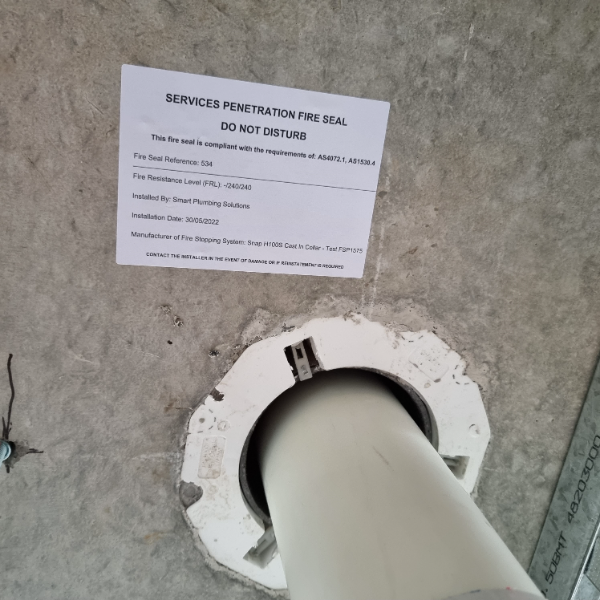 SERVICES PENETRATION FIRE SEAL
DO NOT DISTURB
This fire seal is compliant with the requirements of: AS4072.1, AS1530.4
Fire Seal Reference: 534
Fire Resistance Level (FRL): -/240/240
Installed By: Smart Plumbing Solutions
Installation Date: 30/05/2022
Manufacturer of Fire Stopping System: Snap H100S Cast In Collar - Test FSP1575
CONTACT THE INSTALLER IN THE EVENT OF DAMAGE OR IF REINSTATEMENT IS REQUIRED
.50BMT 48203000